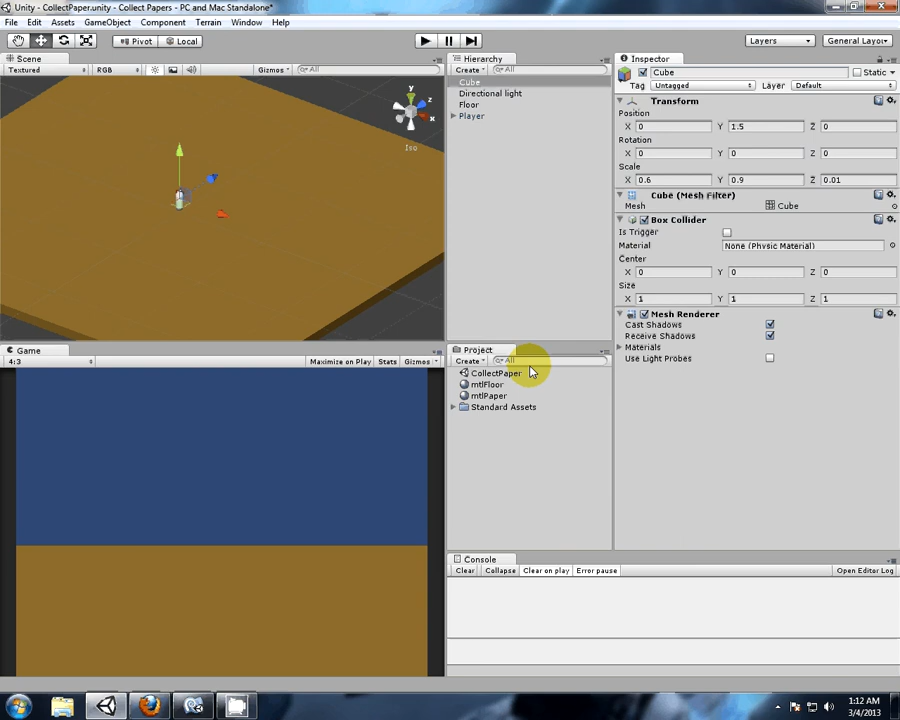 Unity - CollectPaper.unity - Collect Papers - PC and Mac Standalone*
File Edit Assets GameObject Component Terrain Window Help
Pivot Local Layers General Layou
Scene
Textured RGB Gizmos All
y z x
Iso
Hierarchy
Create All
Cube
Directional light
Floor
Player
Inspector
Cube Static
Tag Untagged Layer Default
Transform
Position
X 0 Y 1.5 Z 0
Rotation
X 0 Y 0 Z 0
Scale
X 0.6 Y 0.9 Z 0.01
Cube (Mesh Filter)
Mesh Cube
Box Collider
Is Trigger
Material None (Physic Material)
Center
X 0 Y 0 Z 0
Size
X 1 Y 1 Z 1
Mesh Renderer
Cast Shadows
Receive Shadows
Materials
Use Light Probes
Game
4:3 Maximize on Play Stats Gizmos
Project
Create All
CollectPaper
mtlFloor
mtlPaper
Standard Assets
Console
Clear Collapse Clear on play Error pause Open Editor Log
1:12 AM
3/4/2013